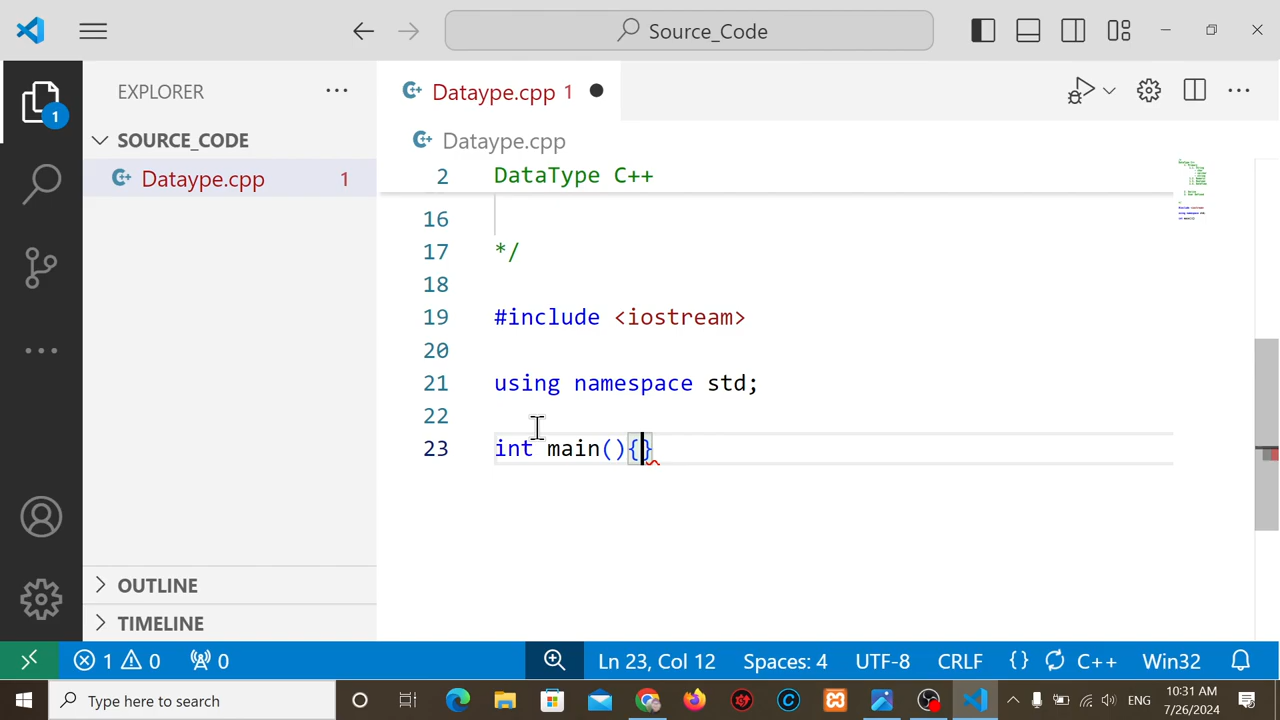 Source_Code
EXPLORER
Dataype.cpp 1
SOURCE_CODE
Dataype.cpp
1
Dataype.cpp 1
2 DataType C++
16
17 */
18
19 #include <iostream>
20
21 using namespace std;
22
23 int main(){}
OUTLINE
TIMELINE
1 0 0
Ln 23, Col 12
Spaces: 4
UTF-8
CRLF
{} C++
Win32
Type here to search
ENG
10:31 AM
7/26/2024